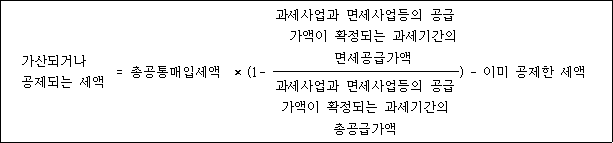 과세사업과 면세사업등의 공급
가액이 확정되는 과세기간의
면세공급가액
가산되거나
공제되는 세액 = 총공통매입세액 × (1- ) - 이미 공제한 세액
과세사업과 면세사업등의 공급
가액이 확정되는 과세기간의
총공급가액